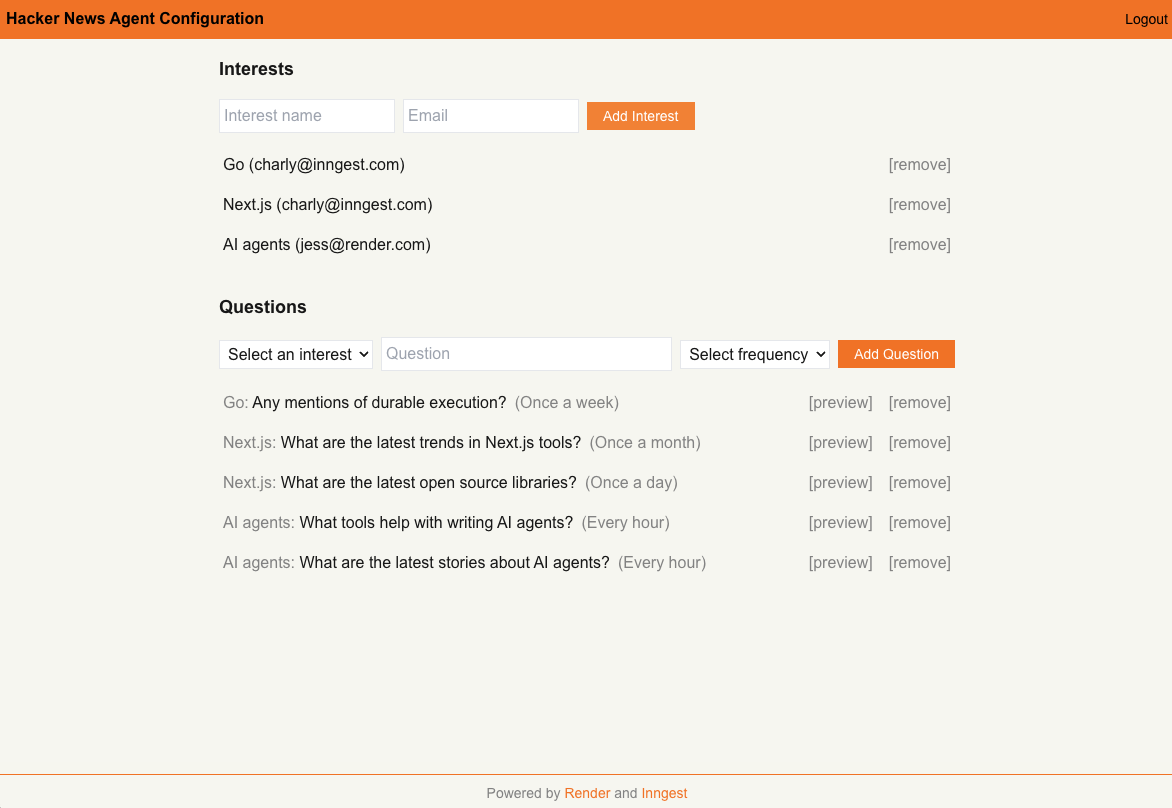 Hacker News Agent Configuration Logout
Interests
Interest name Email Add Interest
Go (charly@inngest.com) [remove]
Next.js (charly@inngest.com) [remove]
AI agents (jess@render.com) [remove]
Questions
Select an interest Question Select frequency Add Question
Go: Any mentions of durable execution? (Once a week) [preview] [remove]
Next.js: What are the latest trends in Next.js tools? (Once a month) [preview] [remove]
Next.js: What are the latest open source libraries? (Once a day) [preview] [remove]
AI agents: What tools help with writing AI agents? (Every hour) [preview] [remove]
AI agents: What are the latest stories about AI agents? (Every hour) [preview] [remove]
Powered by Render and Inngest